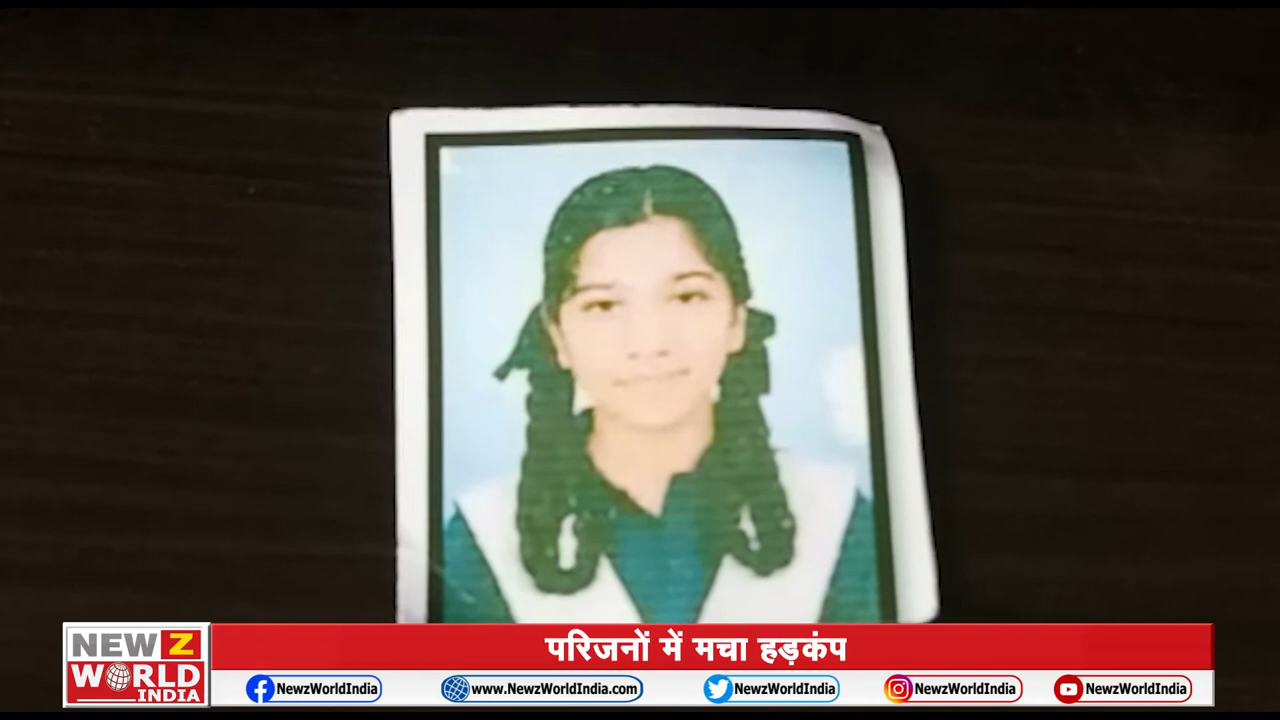 परिजनों में मचा हड़कंप
NEWZ
WORLD
INDIA
NewzWorldIndia
www.NewzWorldIndia.com
NewzWorldIndia
NewzWorldIndia
NewzWorldIndia